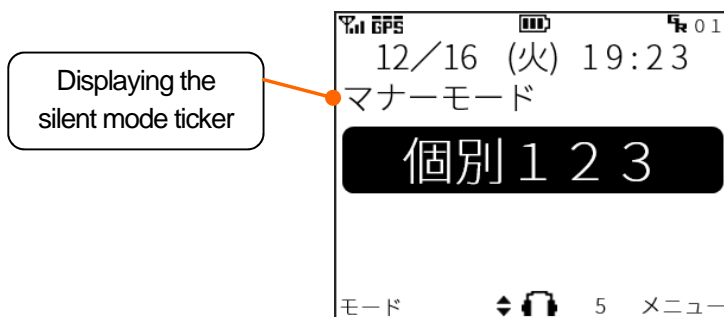 Displaying the
silent mode ticker
GPS 01
12／16 (火) 19:23
マナーモード
個別１２３
モード 5 メニュー